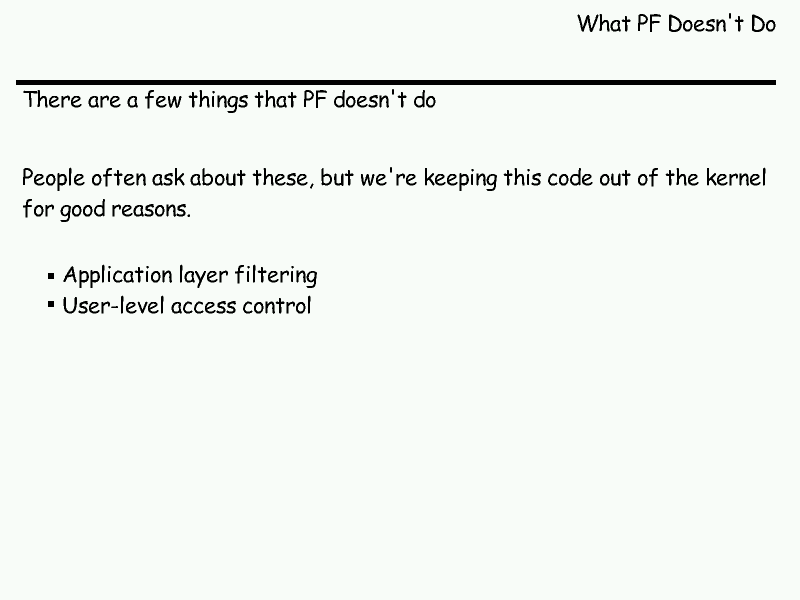 What PF Doesn't Do
There are a few things that PF doesn't do
People often ask about these, but we're keeping this code out of the kernel
for good reasons.
▪ Application layer filtering
▪ User-level access control